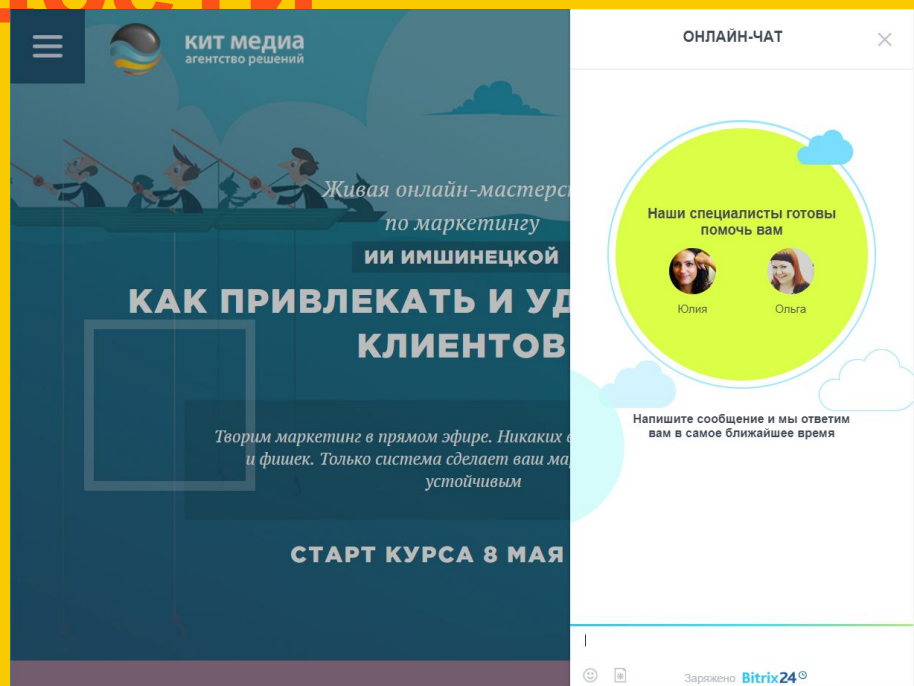 кит медиа
агентство решений
Живая онлайн-мастерс
по маркетингу
ИИ ИМШИНЕЦКОЙ
КАК ПРИВЛЕКАТЬ И УД
КЛИЕНТОВ
Творим маркетинг в прямом эфире. Никаких
и фишек. Только система сделает ваш ма
устойчивым
СТАРТ КУРСА 8 МАЯ
ОНЛАЙН-ЧАТ
Наши специалисты готовы
помочь вам
Юлия
Ольга
Напишите сообщение и мы ответим
вам в самое ближайшее время
Заряжено Bitrix24